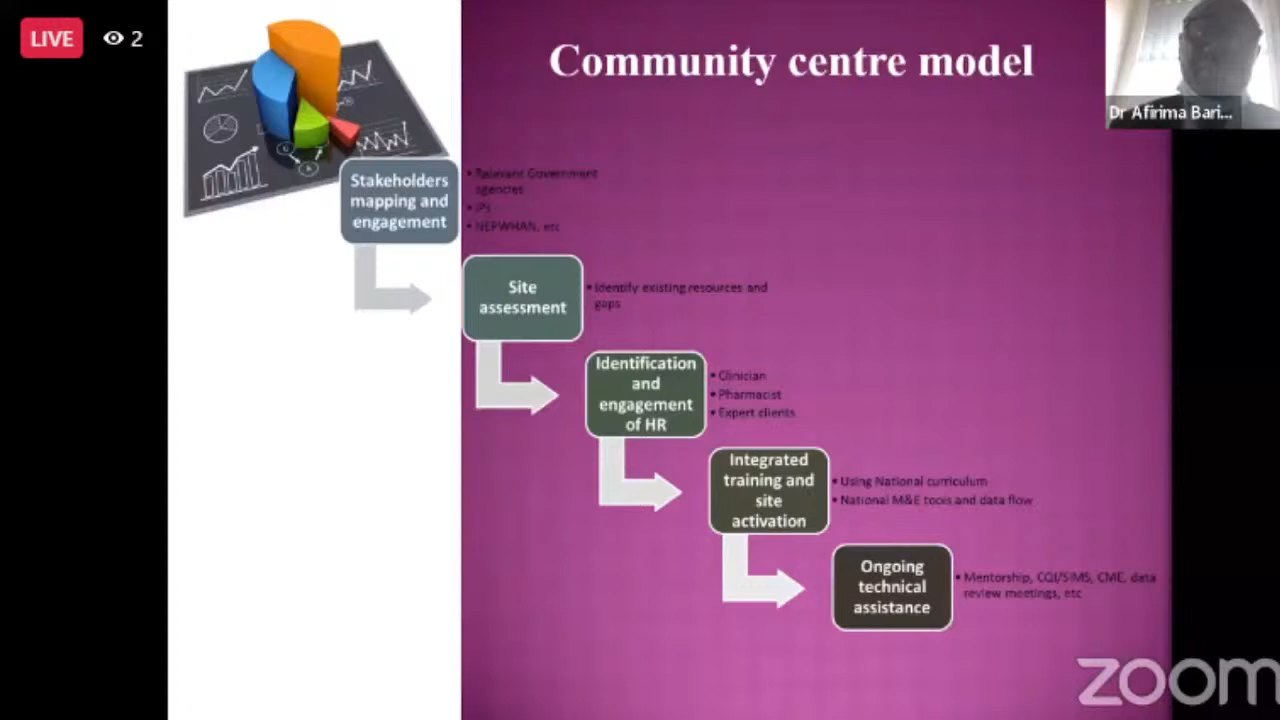 LIVE
2
Community centre model
Dr Afirima Bari...
Stakeholders
mapping and
engagement
• Relevant Government
agencies
• IPs
• NEPWHAN, etc
Site
assessment
• Identify existing resources and
gaps
Identification
and
engagement
of HR
• Clinician
• Pharmacist
• Expert clients
Integrated
training and
site
activation
• Using National curriculum
• National M&E tools and data flow
Ongoing
technical
assistance
• Mentorship, CQI/SIMS, CME, data
review meetings, etc
zoom